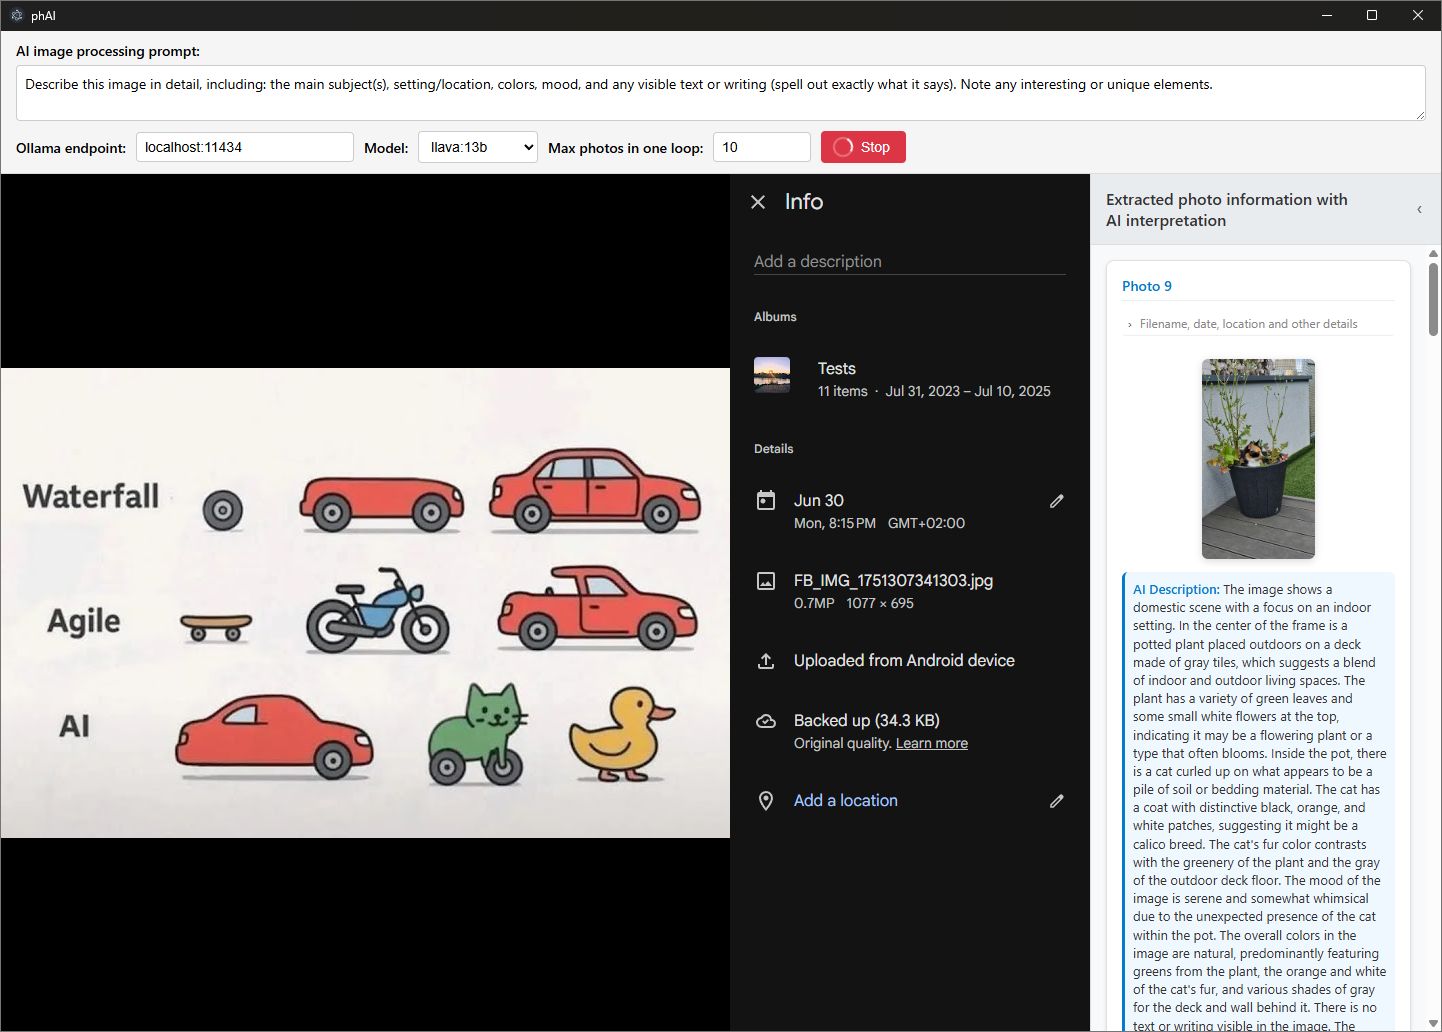 phAI
AI image processing prompt:
Describe this image in detail, including: the main subject(s), setting/location, colors, mood, and any visible text or writing (spell out exactly what it says). Note any interesting or unique elements.
Ollama endpoint:
localhost:11434
Model:
llava:13b
Max photos in one loop:
10
Stop
Waterfall
Agile
AI
Info
Add a description
Albums
Tests
11 items · Jul 31, 2023 – Jul 10, 2025
Details
Jun 30
Mon, 8:15 PM GMT+02:00
FB_IMG_1751307341303.jpg
0.7MP 1077 × 695
Uploaded from Android device
Backed up (34.3 KB)
Original quality. Learn more
Add a location
Extracted photo information with
AI interpretation
Photo 9
Filename, date, location and other details
AI Description: The image shows a
domestic scene with a focus on an indoor
setting. In the center of the frame is a
potted plant placed outdoors on a deck
made of gray tiles, which suggests a blend
of indoor and outdoor living spaces. The
plant has a variety of green leaves and
some small white flowers at the top,
indicating it may be a flowering plant or a
type that often blooms. Inside the pot, there
is a cat curled up on what appears to be a
pile of soil or bedding material. The cat has
a coat with distinctive black, orange, and
white patches, suggesting it might be a
calico breed. The cat's fur color contrasts
with the greenery of the plant and the gray
of the outdoor deck floor. The mood of the
image is serene and somewhat whimsical
due to the unexpected presence of the cat
within the pot. The overall colors in the
image are natural, predominantly featuring
greens from the plant, the orange and white
of the cat's fur, and various shades of gray
for the deck and wall behind it. There is no
text or writing visible in the image. The